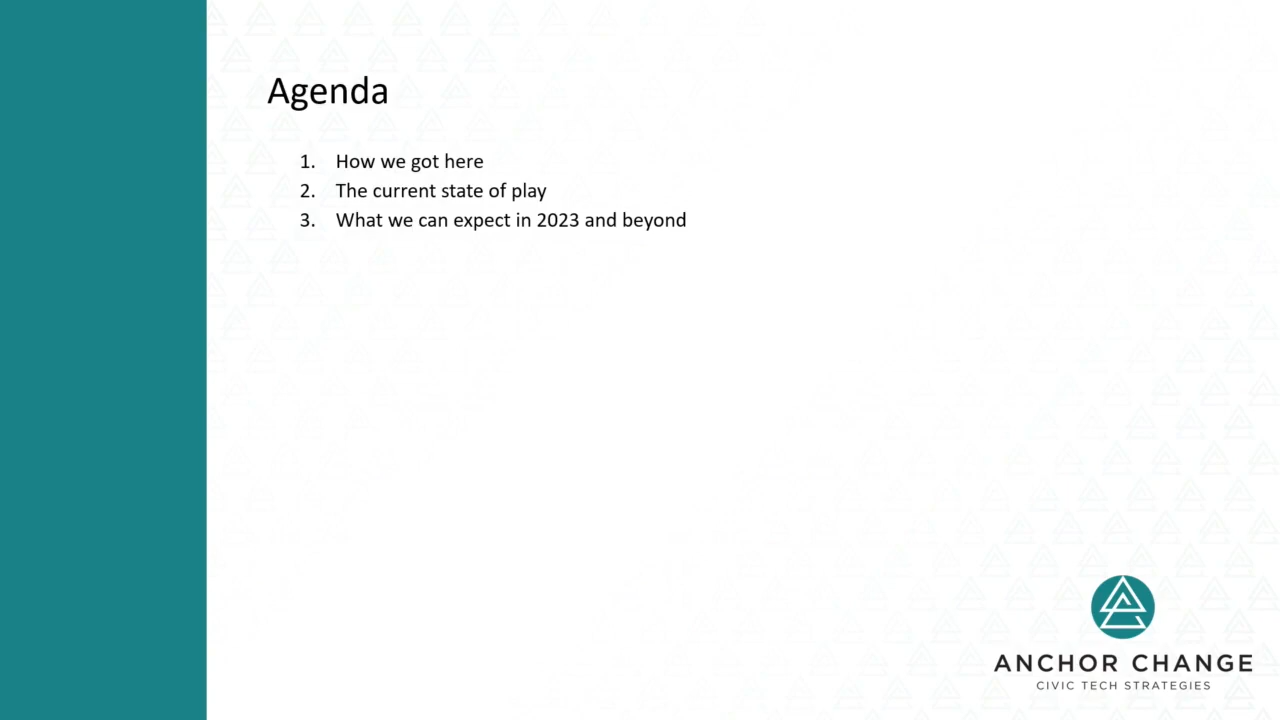 Agenda
1. How we got here
2. The current state of play
3. What we can expect in 2023 and beyond
ANCHOR CHANGE
CIVIC TECH STRATEGIES